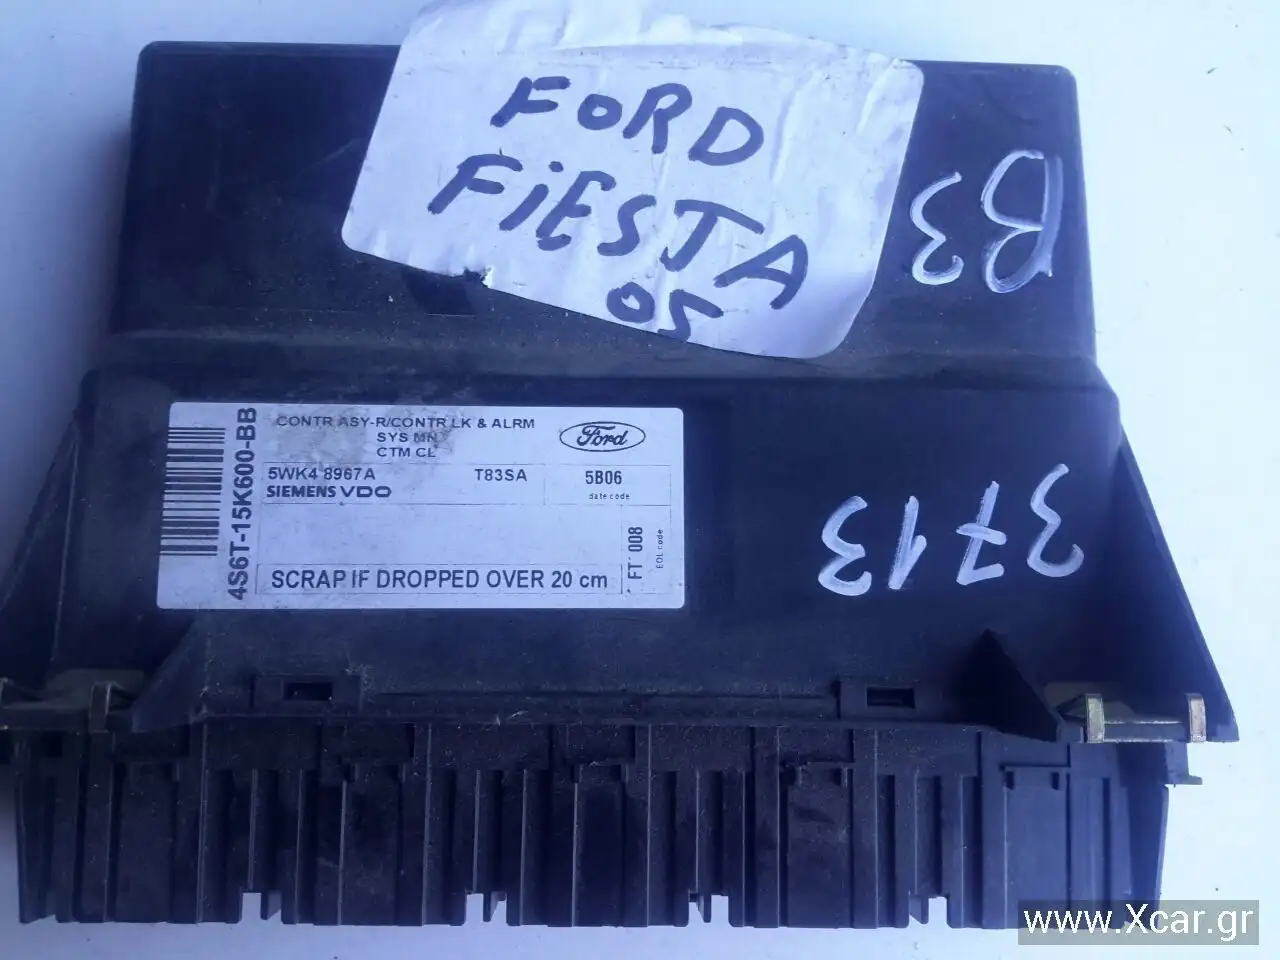 FORD
FiESTA
05
B3
CONTR ASY-R/CONTR LK & ALRM
SYS MN
CTM CL
Ford
5WK4 8967A T83SA 5B06
SIEMENS VDO date code
4S6T-15K600-BB
FT 008
EOL code
SCRAP IF DROPPED OVER 20 cm
3713
www.Xcar.gr